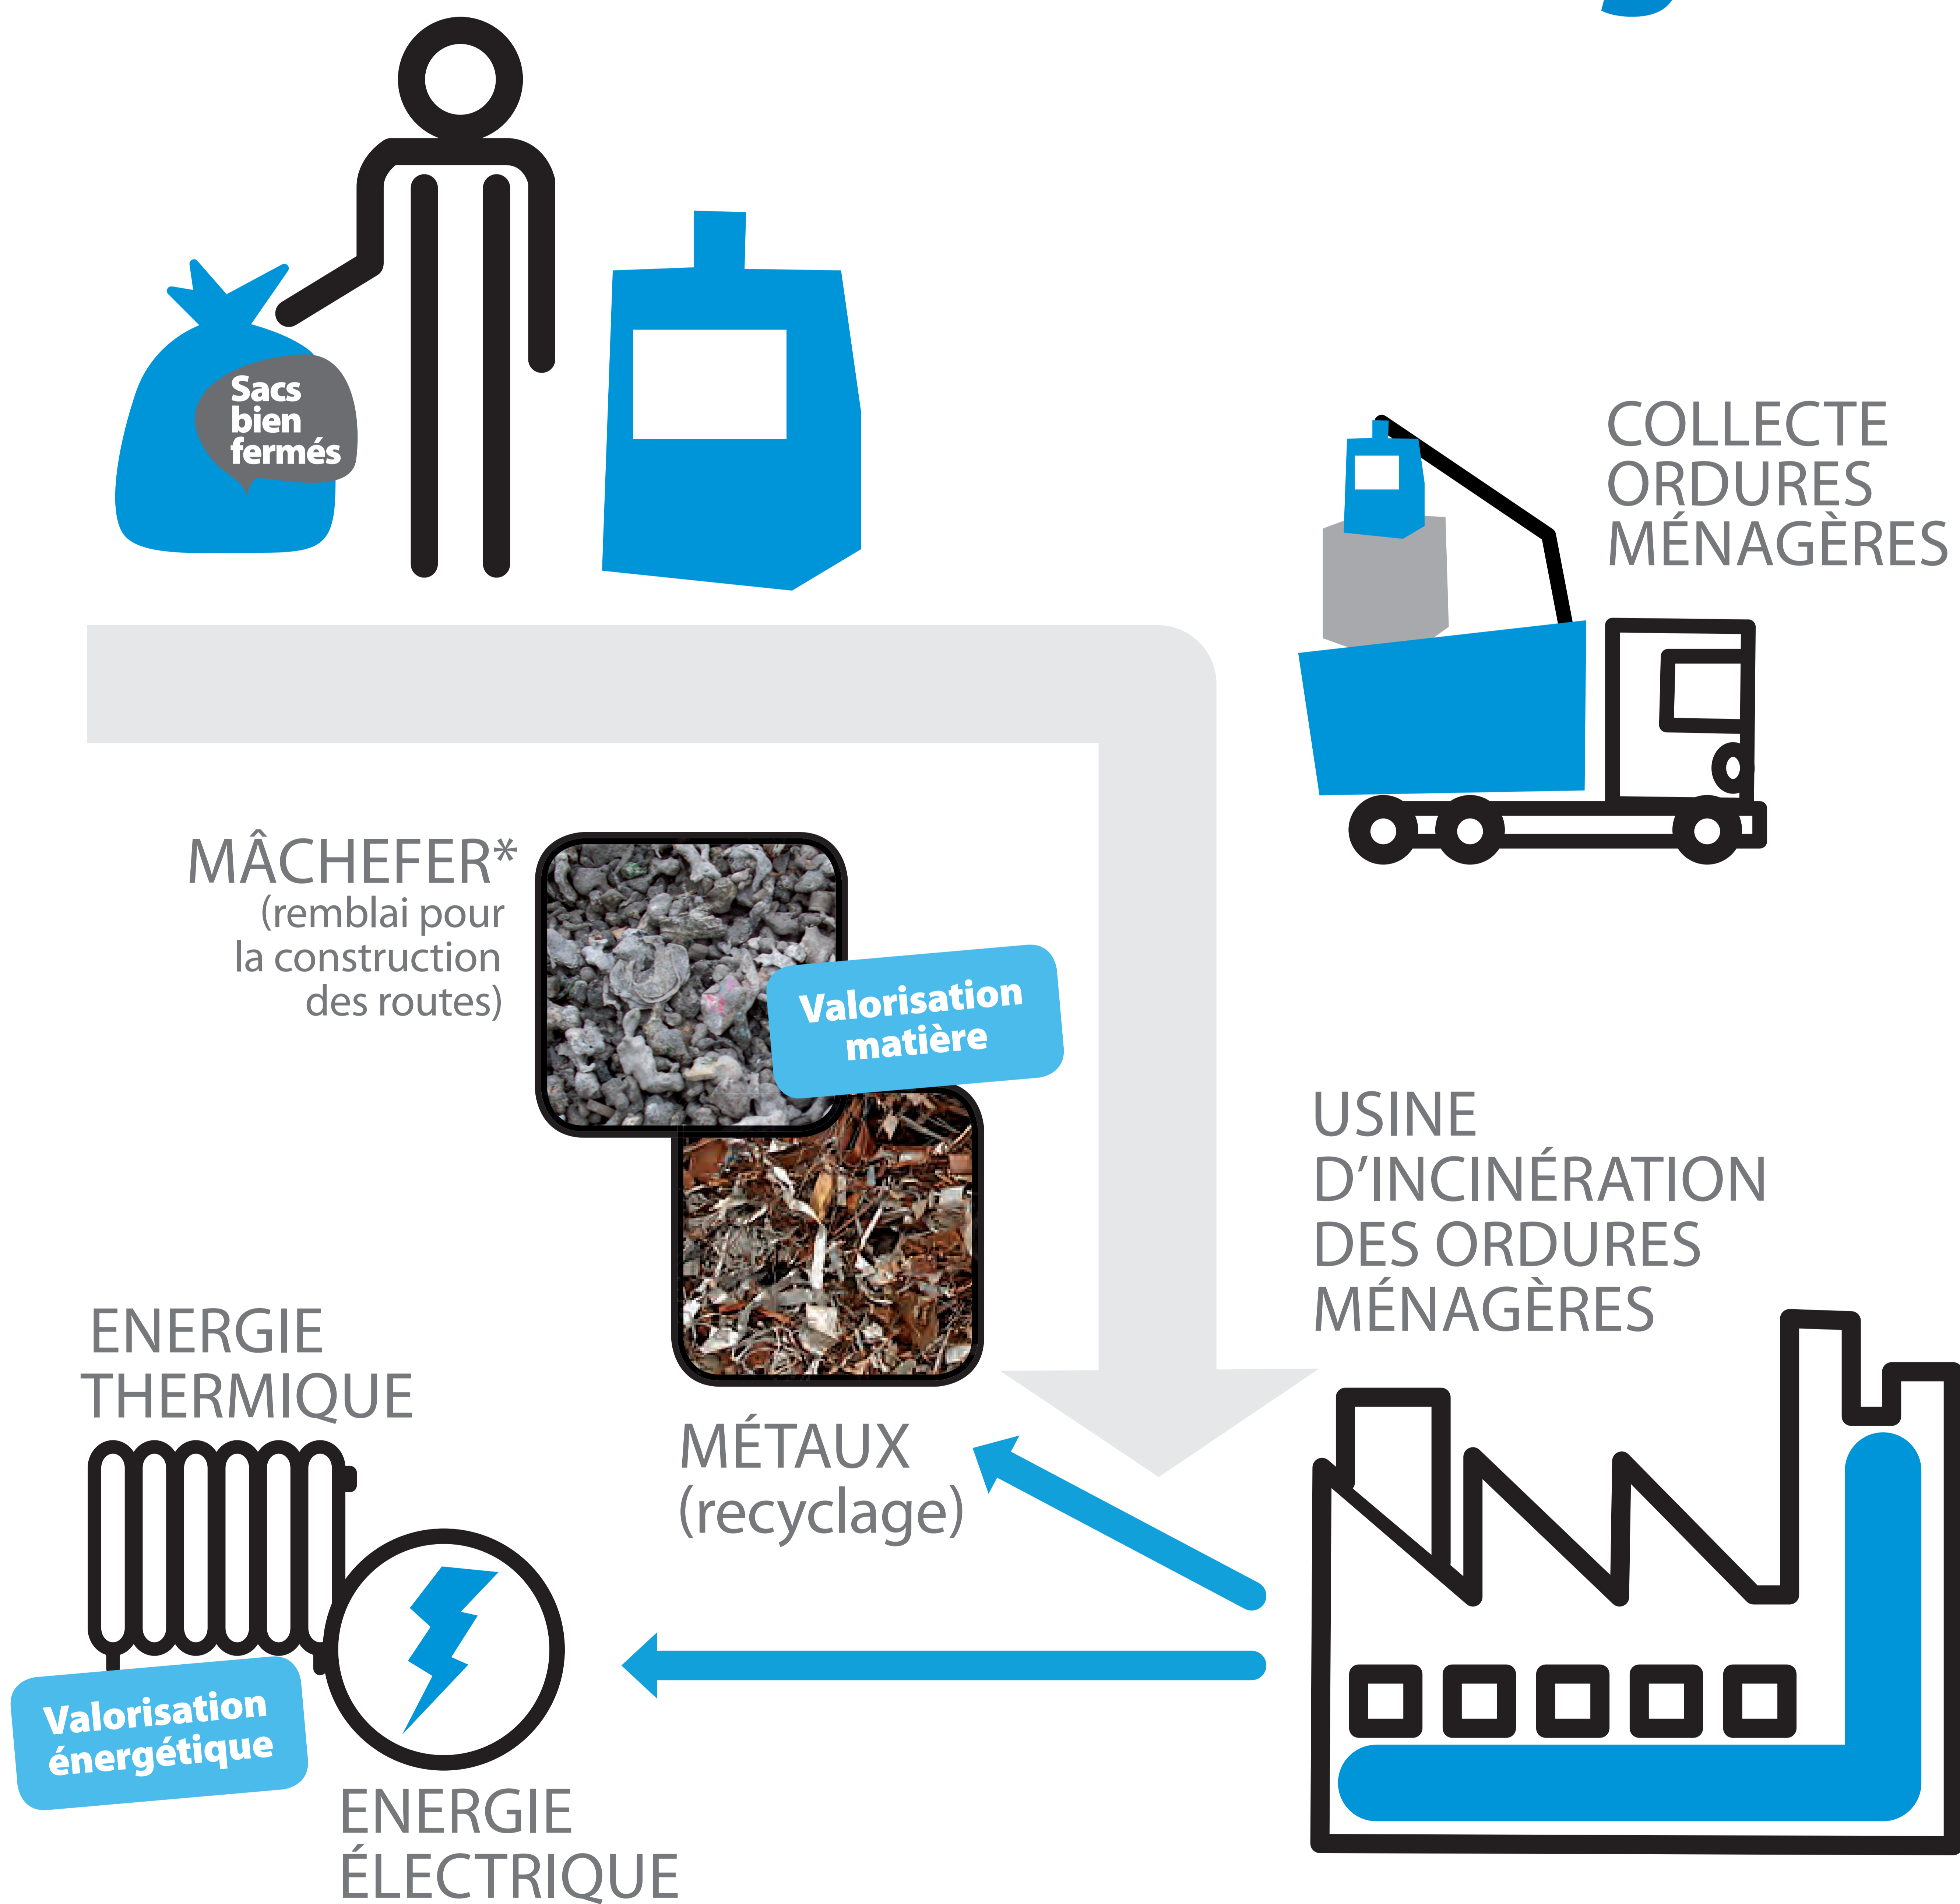 Sacs
bien
fermés
COLLECTE
ORDURES
MÉNAGÈRES
MÂCHEFER*
(remblai pour
la construction
des routes)
Valorisation
matière
USINE
D'INCINÉRATION
DES ORDURES
MÉNAGÈRES
MÉTAUX
(recyclage)
ENERGIE
THERMIQUE
Valorisation
énergétique
ENERGIE
ÉLECTRIQUE